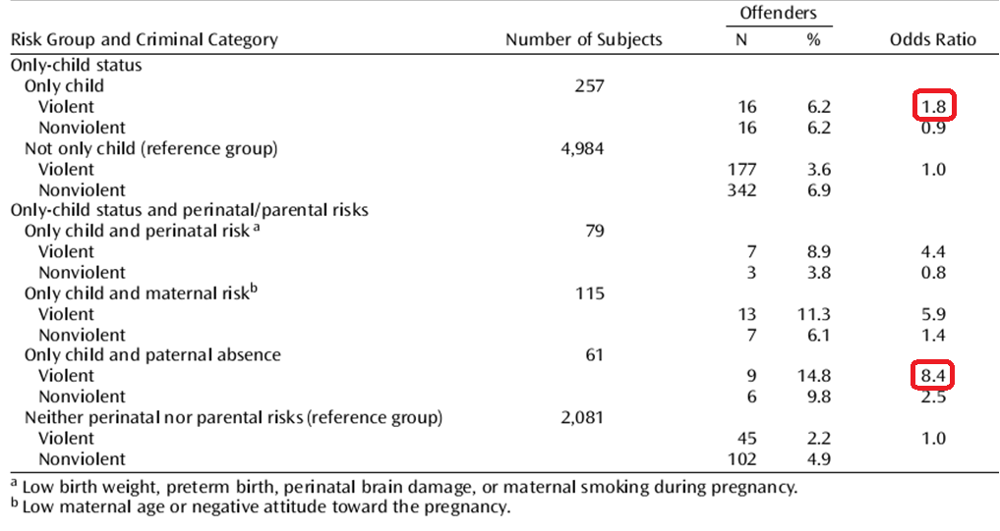 Offenders
Risk Group and Criminal Category Number of Subjects N % Odds Ratio
Only-child status
Only child 257
Violent 16 6.2 1.8
Nonviolent 16 6.2 0.9
Not only child (reference group) 4,984
Violent 177 3.6 1.0
Nonviolent 342 6.9
Only-child status and perinatal/parental risks
Only child and perinatal risk a 79
Violent 7 8.9 4.4
Nonviolent 3 3.8 0.8
Only child and maternal risk b 115
Violent 13 11.3 5.9
Nonviolent 7 6.1 1.4
Only child and paternal absence 61
Violent 9 14.8 8.4
Nonviolent 6 9.8 2.5
Neither perinatal nor parental risks (reference group) 2,081
Violent 45 2.2 1.0
Nonviolent 102 4.9
a Low birth weight, preterm birth, perinatal brain damage, or maternal smoking during pregnancy.
b Low maternal age or negative attitude toward the pregnancy.